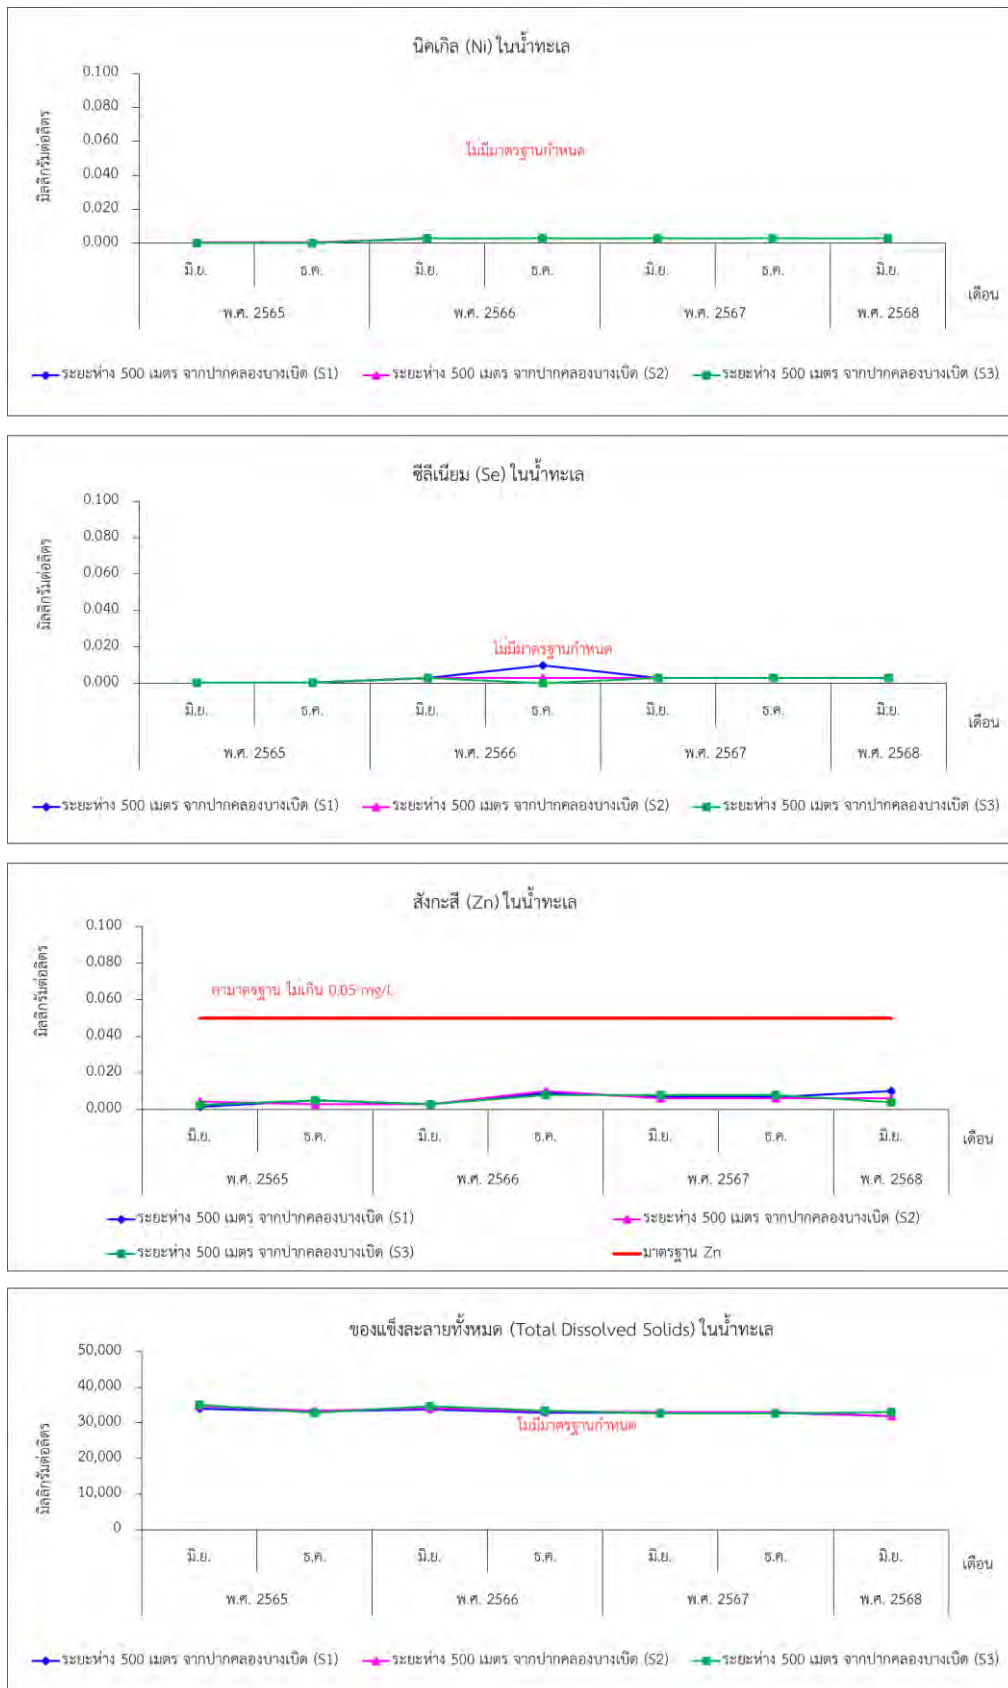 นิคเกิล (Ni) ในน้ำทะเล
มิลลิกรัมต่อลิตร
0.100
0.080
0.060
0.040
0.020
0.000
ไม่มีมาตรฐานกำหนด
มิ.ย. ธ.ค. มิ.ย. ธ.ค. มิ.ย. ธ.ค. มิ.ย.
พ.ศ. 2565 พ.ศ. 2566 พ.ศ. 2567 พ.ศ. 2568
เดือน
ระยะห่าง 500 เมตร จากปากคลองบางเบิด (S1) ระยะห่าง 500 เมตร จากปากคลองบางเบิด (S2) ระยะห่าง 500 เมตร จากปากคลองบางเบิด (S3)
ซีลีเนียม (Se) ในน้ำทะเล
มิลลิกรัมต่อลิตร
0.100
0.080
0.060
0.040
0.020
0.000
ไม่มีมาตรฐานกำหนด
มิ.ย. ธ.ค. มิ.ย. ธ.ค. มิ.ย. ธ.ค. มิ.ย.
พ.ศ. 2565 พ.ศ. 2566 พ.ศ. 2567 พ.ศ. 2568
เดือน
ระยะห่าง 500 เมตร จากปากคลองบางเบิด (S1) ระยะห่าง 500 เมตร จากปากคลองบางเบิด (S2) ระยะห่าง 500 เมตร จากปากคลองบางเบิด (S3)
สังกะสี (Zn) ในน้ำทะเล
มิลลิกรัมต่อลิตร
0.100
0.080
0.060
0.040
0.020
0.000
ค่ามาตรฐาน ไม่เกิน 0.05 mg/L
มิ.ย. ธ.ค. มิ.ย. ธ.ค. มิ.ย. ธ.ค. มิ.ย.
พ.ศ. 2565 พ.ศ. 2566 พ.ศ. 2567 พ.ศ. 2568
เดือน
ระยะห่าง 500 เมตร จากปากคลองบางเบิด (S1) ระยะห่าง 500 เมตร จากปากคลองบางเบิด (S2)
ระยะห่าง 500 เมตร จากปากคลองบางเบิด (S3) มาตรฐาน Zn
ของแข็งละลายทั้งหมด (Total Dissolved Solids) ในน้ำทะเล
มิลลิกรัมต่อลิตร
50,000
40,000
30,000
20,000
10,000
0
ไม่มีมาตรฐานกำหนด
มิ.ย. ธ.ค. มิ.ย. ธ.ค. มิ.ย. ธ.ค. มิ.ย.
พ.ศ. 2565 พ.ศ. 2566 พ.ศ. 2567 พ.ศ. 2568
เดือน
ระยะห่าง 500 เมตร จากปากคลองบางเบิด (S1) ระยะห่าง 500 เมตร จากปากคลองบางเบิด (S2) ระยะห่าง 500 เมตร จากปากคลองบางเบิด (S3)